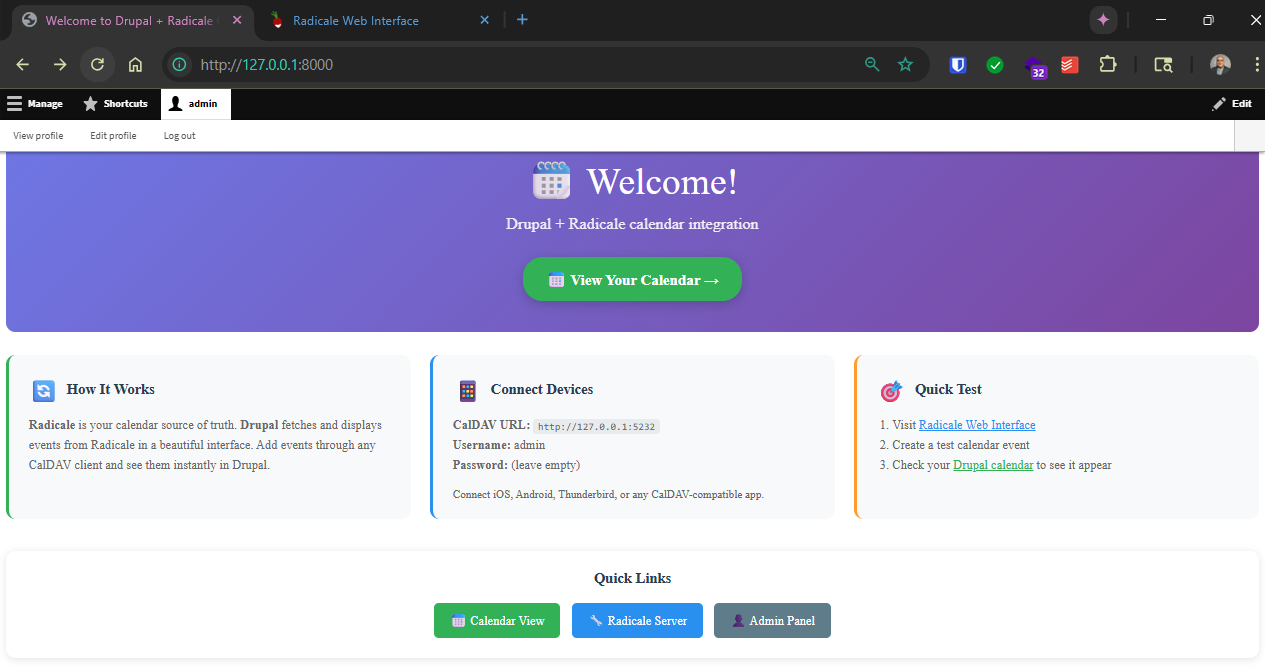 Welcome to Drupal + Radicale
Radicale Web Interface
http://127.0.0.1:8000
32
Manage
Shortcuts
admin
Edit
View profile
Edit profile
Log out
Welcome!
Drupal + Radicale calendar integration
View Your Calendar →
How It Works
Radicale is your calendar source of truth. Drupal fetches and displays
events from Radicale in a beautiful interface. Add events through any
CalDAV client and see them instantly in Drupal.
Connect Devices
CalDAV URL: http://127.0.0.1:5232
Username: admin
Password: (leave empty)
Connect iOS, Android, Thunderbird, or any CalDAV-compatible app.
Quick Test
1. Visit Radicale Web Interface
2. Create a test calendar event
3. Check your Drupal calendar to see it appear
Quick Links
Calendar View
Radicale Server
Admin Panel